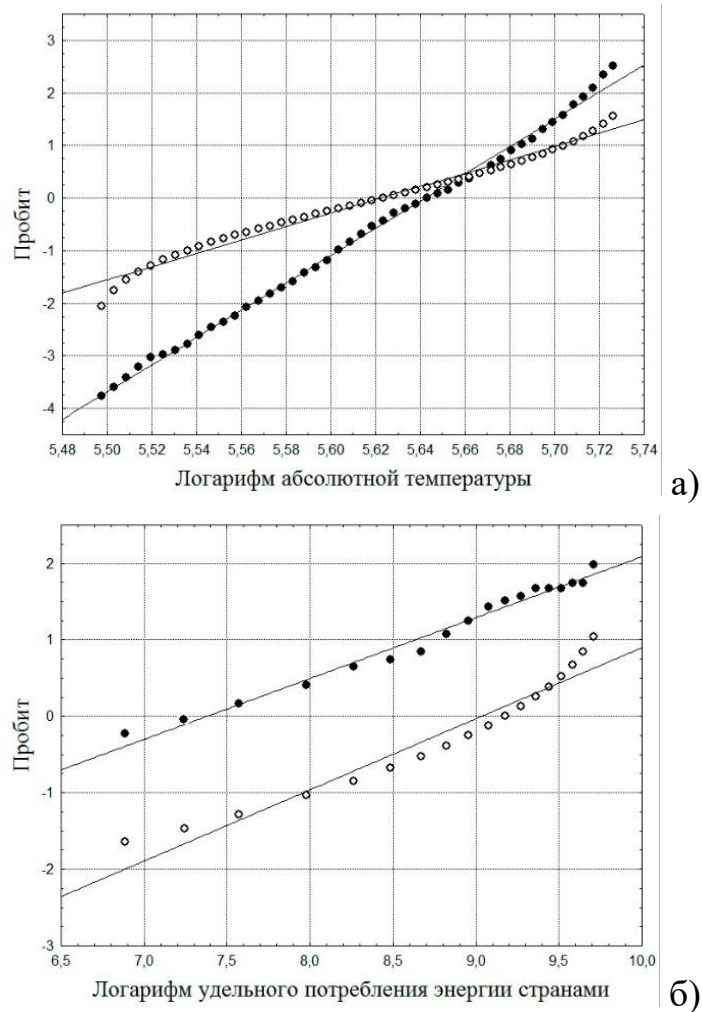 3
2
1
0
-1
-2
-3
-4
Пробит
5,48 5,50 5,52 5,54 5,56 5,58 5,60 5,62 5,64 5,66 5,68 5,70 5,72 5,74
Логарифм абсолютной температуры
а)
2
1
0
-1
-2
-3
Пробит
6,5 7,0 7,5 8,0 8,5 9,0 9,5 10,0
Логарифм удельного потребления энергии странами
б)